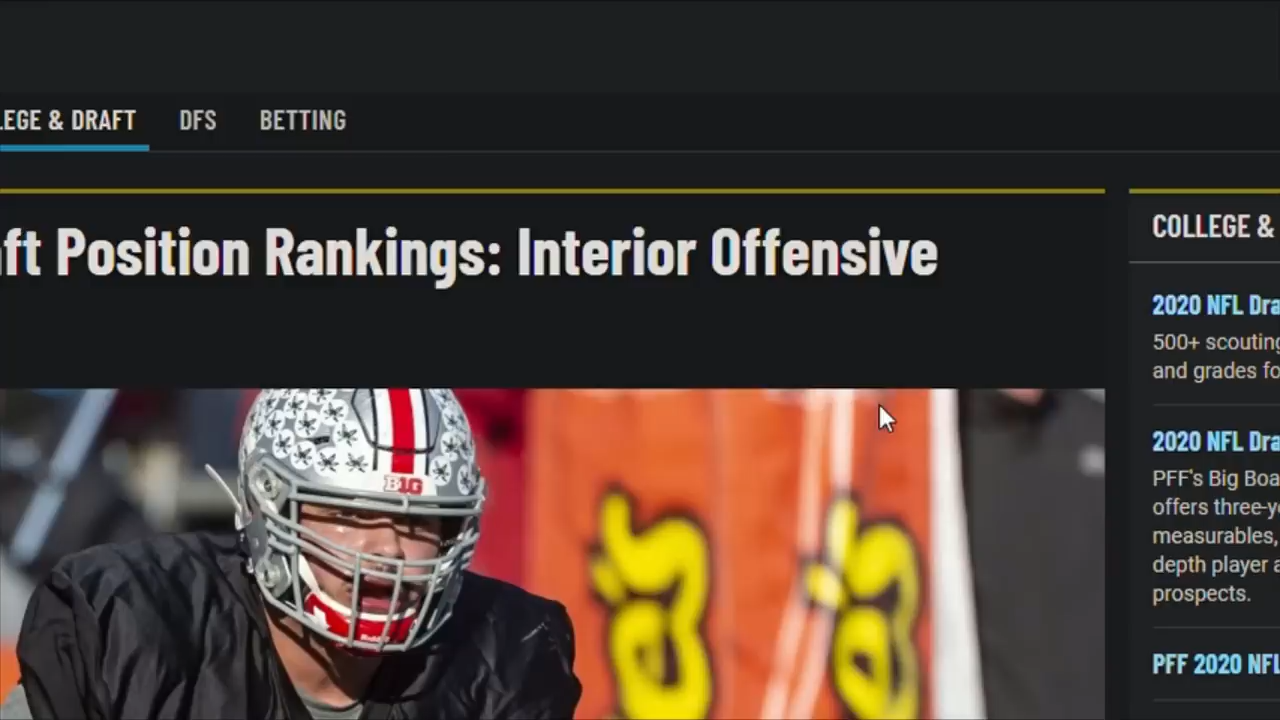 LEGE & DRAFT DFS BETTING
aft Position Rankings: Interior Offensive
COLLEGE &
2020 NFL Dra
500+ scouting
and grades fo
2020 NFL Dra
PFF's Big Boa
offers three-y
measurables,
depth player a
prospects.
PFF 2020 NFL
B1G